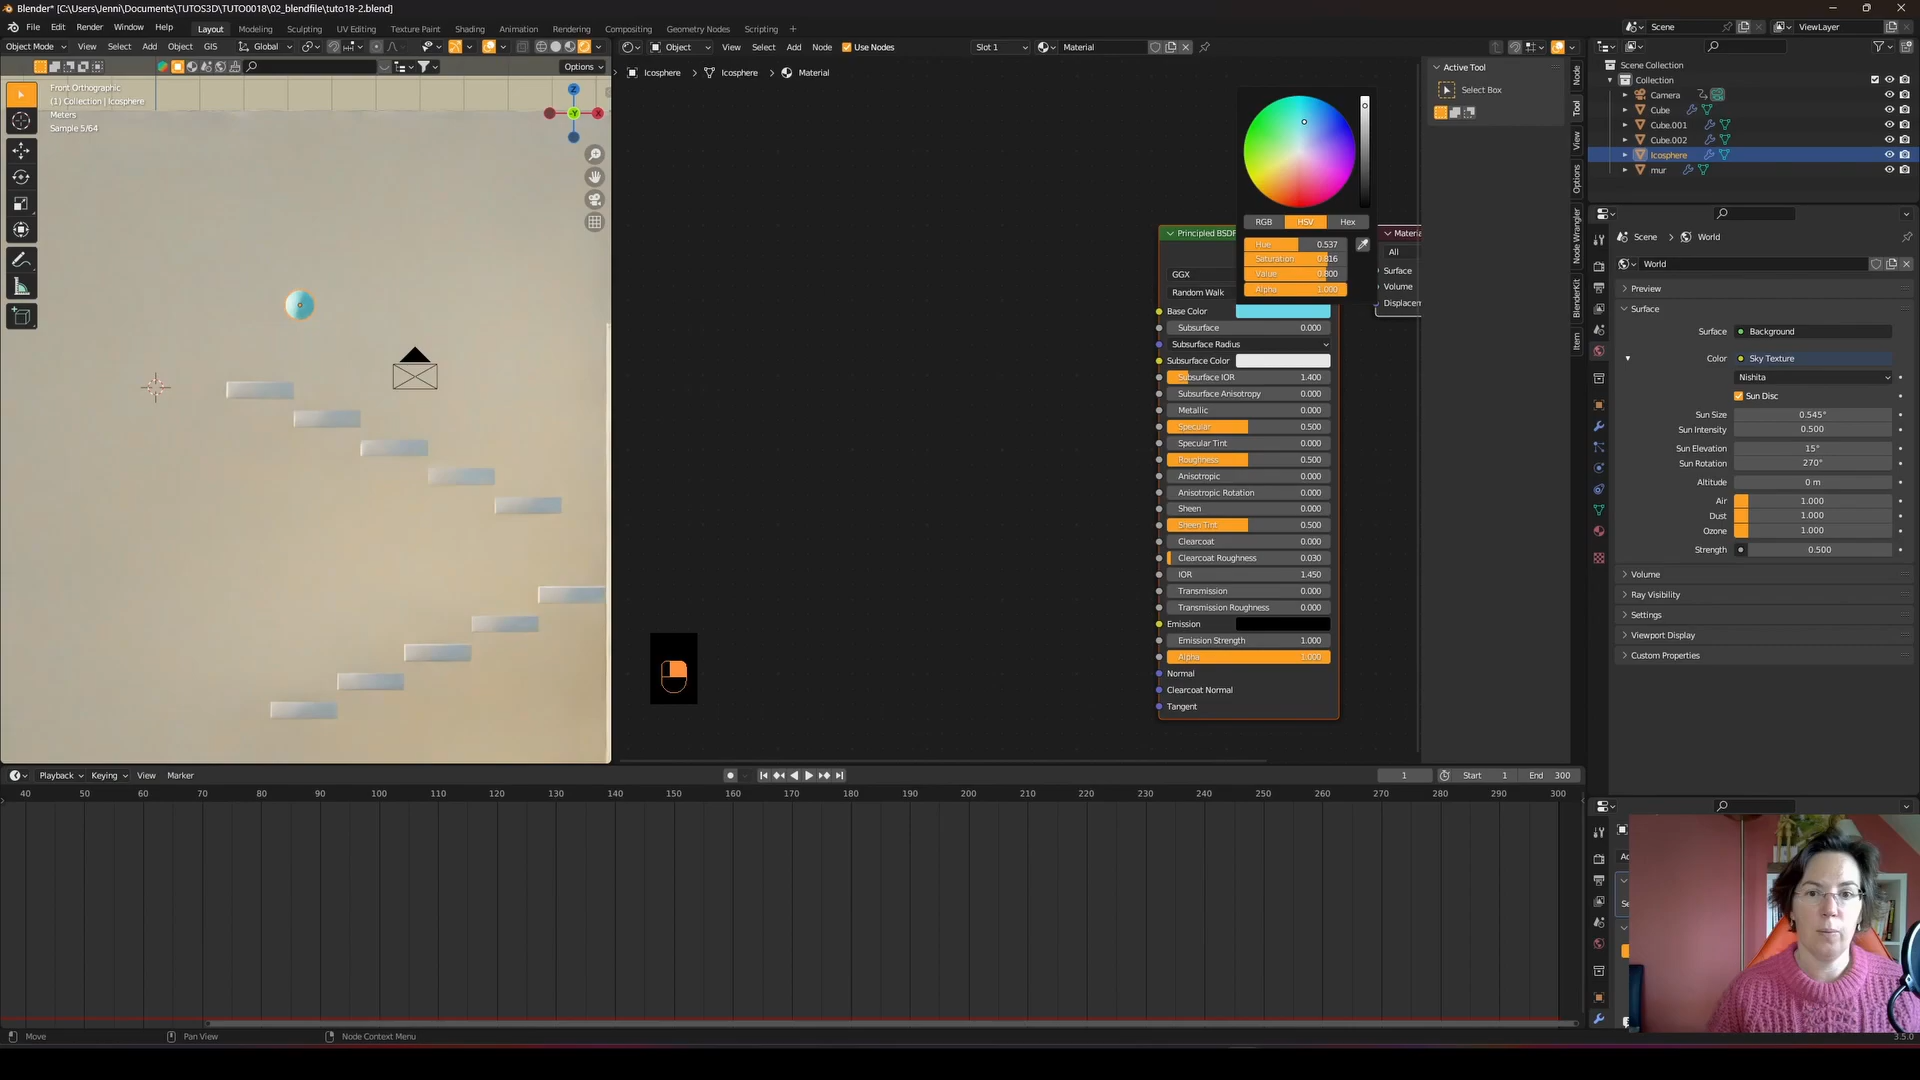 Blender* [C:\Users\Jenni\Documents\TUTOS3D\TUTO0018\02_blendfile\tuto18-2.blend]
File Edit Render Window Help Layout Modeling Sculpting UV Editing Texture Paint Shading Animation Rendering Compositing Geometry Nodes Scripting + Scene ViewLayer
Object Mode View Select Add Object GIS Global Object View Select Add Node Use Nodes Slot 1 Material
Options
Front Orthographic
(1) Collection | Icosphere
Meters
Sample 5/64
Z
X
-Y
Icosphere > Icosphere > Material
Active Tool
Select Box
Node
Tool
View
Options
Node Wrangler
BlenderKit
Item
RGB HSV Hex
Hue 0.537
Saturation 0.816
Value 0.800
Alpha 1.000
Principled BSDF
GGX
Random Walk
Base Color
Subsurface 0.000
Subsurface Radius
Subsurface Color
Subsurface IOR 1.400
Subsurface Anisotropy 0.000
Metallic 0.000
Specular 0.500
Specular Tint 0.000
Roughness 0.500
Anisotropic 0.000
Anisotropic Rotation 0.000
Sheen 0.000
Sheen Tint 0.500
Clearcoat 0.000
Clearcoat Roughness 0.030
IOR 1.450
Transmission 0.000
Transmission Roughness 0.000
Emission
Emission Strength 1.000
Alpha 1.000
Normal
Clearcoat Normal
Tangent
Materia
All
Surface
Volume
Displacem
Scene Collection
Collection
Camera
Cube
Cube.001
Cube.002
Icosphere
mur
Scene > World
World
Preview
Surface
Surface Background
Color Sky Texture
Nishita
Sun Disc
Sun Size 0.545°
Sun Intensity 0.500
Sun Elevation 15°
Sun Rotation 270°
Altitude 0 m
Air 1.000
Dust 1.000
Ozone 1.000
Strength 0.500
Volume
Ray Visibility
Settings
Viewport Display
Custom Properties
Playback Keying View Marker 1 Start 1 End 300
40 50 60 70 80 90 100 110 120 130 140 150 160 170 180 190 200 210 220 230 240 250 260 270 280 290 300
Move Pan View Node Context Menu 3.5.0